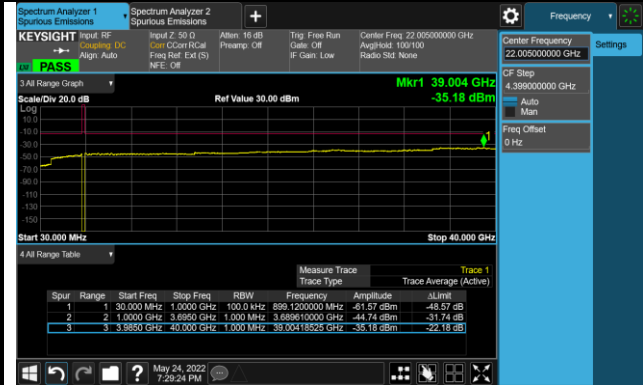 Spectrum Analyzer 1
Spurious Emissions
Spectrum Analyzer 2
Spurious Emissions
Frequency
KEYSIGHT
Input: RF
Coupling: DC
Align: Auto
Input Z: 50 Ω
Corr CCorr RCal
Freq Ref: Ext (S)
NFE: Off
Atten: 16 dB
Preamp: Off
Trig: Free Run
Gate: Off
IF Gain: Low
Center Freq: 22.005000000 GHz
Avg|Hold: 100/100
Radio Std: None
PASS
Center Frequency
22.005000000 GHz
Settings
CF Step
4.399000000 GHz
Auto
Man
Freq Offset
0 Hz
3 All Range Graph
Mkr1 39.004 GHz
Scale/Div 20.0 dB
Ref Value 30.00 dBm
-35.18 dBm
Log
10.0
-10.0
-30.0
-50.0
-70.0
-90.0
-110
-130
-150
1
Start 30.000 MHz
Stop 40.000 GHz
4 All Range Table
Measure Trace Trace 1
Trace Type Trace Average (Active)
Spur Range Start Freq Stop Freq RBW Frequency Amplitude ΔLimit
1 1 30.000 MHz 1.0000 GHz 100.0 kHz 899.1200000 MHz -61.57 dBm -48.57 dB
2 2 1.0000 GHz 3.6950 GHz 1.000 MHz 3.689610000 GHz -44.74 dBm -31.74 dB
3 3 3.9850 GHz 40.000 GHz 1.000 MHz 39.00418525 GHz -35.18 dBm -22.18 dB
?
May 24, 2022
7:29:24 PM